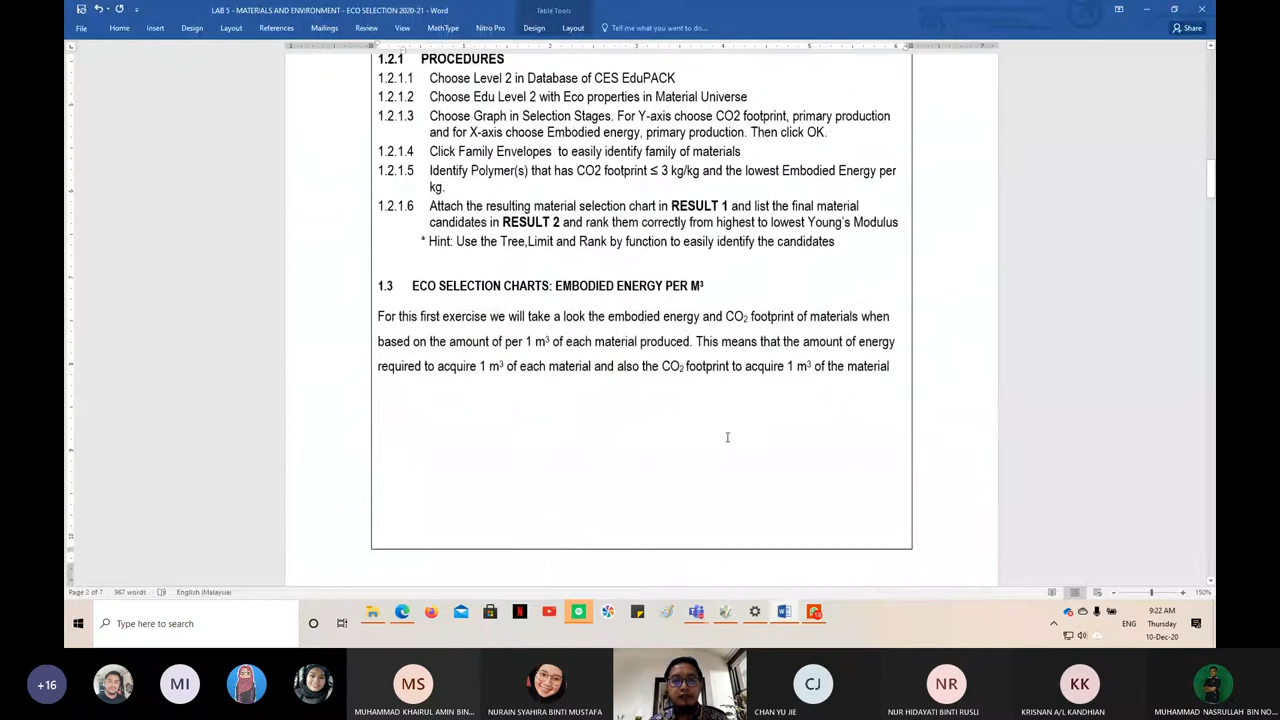 LAB 5 - MATERIALS AND ENVIRONMENT - ECO SELECTION 2020-21 - Word
Table Tools
File Home Insert Design Layout References Mailings Review View MathType Nitro Pro Design Layout Tell me what you want to do... Share
1.2.1 PROCEDURES
1.2.1.1 Choose Level 2 in Database of CES EduPACK
1.2.1.2 Choose Edu Level 2 with Eco properties in Material Universe
1.2.1.3 Choose Graph in Selection Stages. For Y-axis choose CO2 footprint, primary production
and for X-axis choose Embodied energy, primary production. Then click OK.
1.2.1.4 Click Family Envelopes to easily identify family of materials
1.2.1.5 Identify Polymer(s) that has CO2 footprint ≤ 3 kg/kg and the lowest Embodied Energy per
kg.
1.2.1.6 Attach the resulting material selection chart in RESULT 1 and list the final material
candidates in RESULT 2 and rank them correctly from highest to lowest Young's Modulus
* Hint: Use the Tree,Limit and Rank by function to easily identify the candidates
1.3 ECO SELECTION CHARTS: EMBODIED ENERGY PER M³
For this first exercise we will take a look the embodied energy and CO₂ footprint of materials when
based on the amount of per 1 m³ of each material produced. This means that the amount of energy
required to acquire 1 m³ of each material and also the CO₂ footprint to acquire 1 m³ of the material
Page 2 of 7 967 words English (Malaysia) 150%
Type here to search
ENG
9:22 AM
Thursday
10-Dec-20
+16 MI MS CJ NR KK
MUHAMMAD KHAIRUL AMIN BIN... NURAIN SYAHIRA BINTI MUSTAFA CHAN YU JIE NUR HIDAYATI BINTI RUSLI KRISNAN A/L KANDHIAN MUHAMMAD NASRULLAH BIN NO...